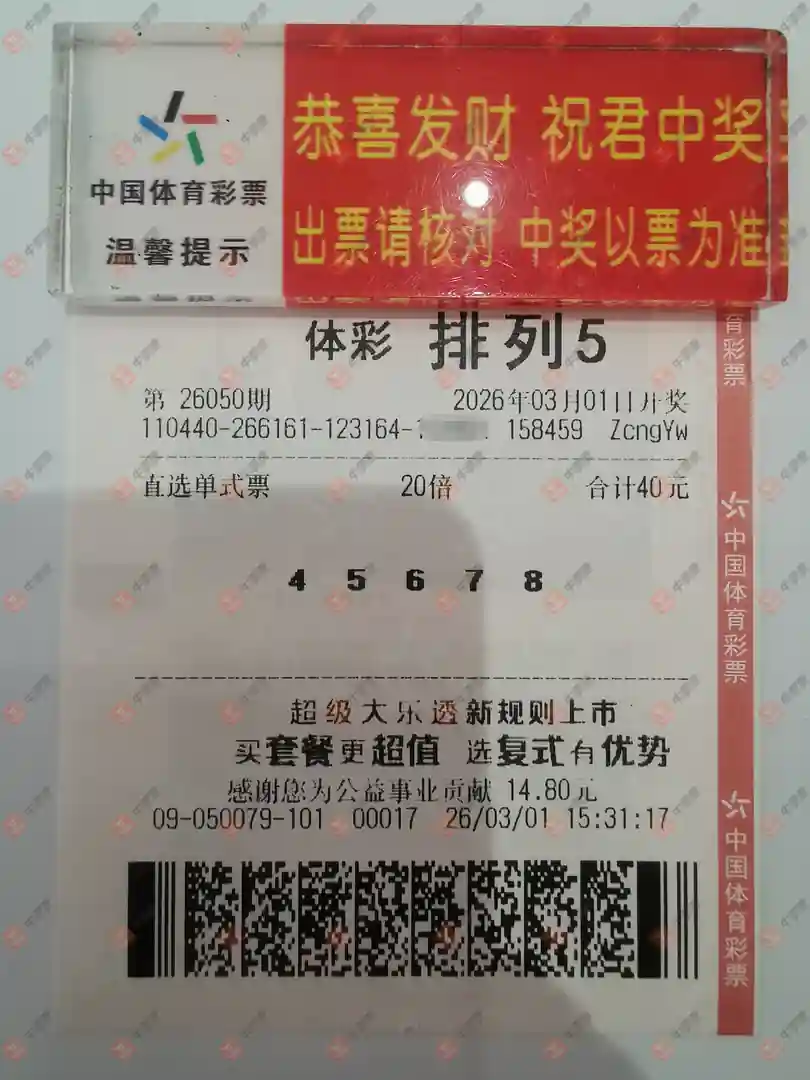 中国体育彩票
温馨提示
恭喜发财 祝君中奖
出票请核对 中奖以票为准
体彩 排列5
第 26050期 2026年03月01日开奖
110440-266161-123164- 158459 ZcngYw
直选单式票 20倍 合计40元
4 5 6 7 8
超级大乐透新规则上市
买套餐更超值 选复式有优势
感谢您为公益事业贡献 14.80元
09-050079-101 00017 26/03/01 15:31:17
育彩票
中国体育彩票
中国体育彩票